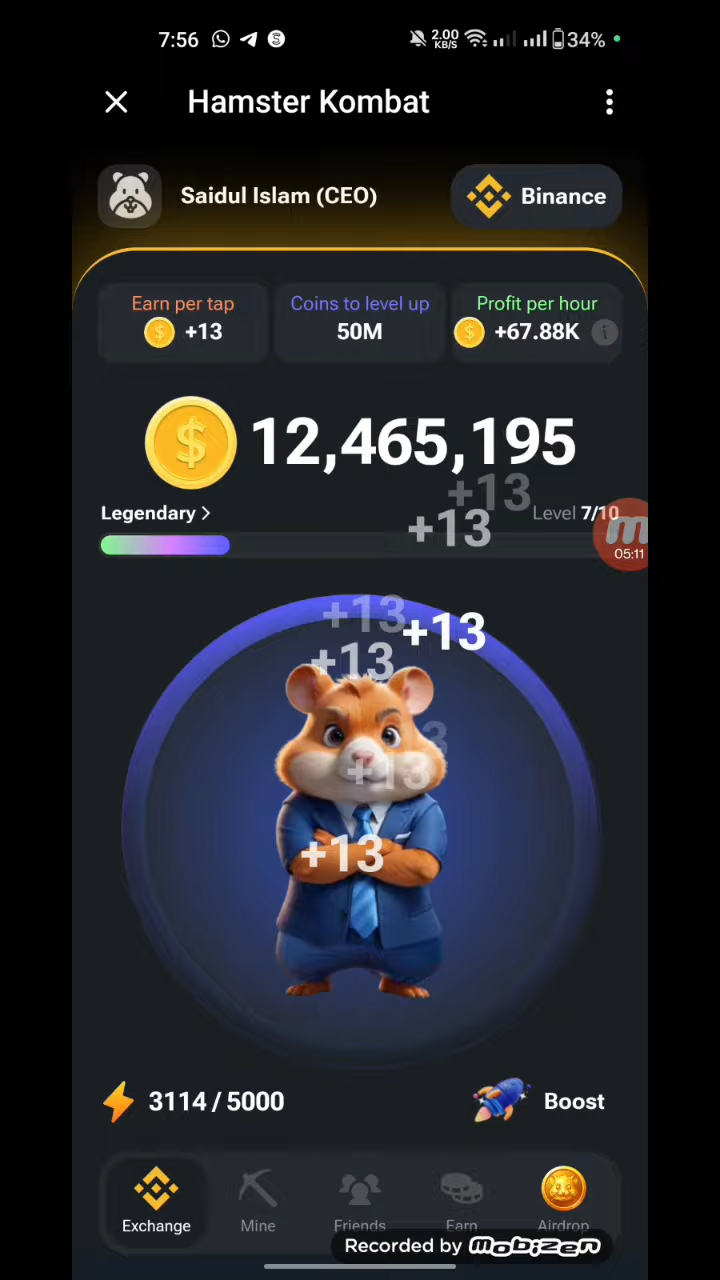 7:56 2.00 KB/S 34%
Hamster Kombat
Saidul Islam (CEO) Binance
Earn per tap Coins to level up Profit per hour
+13 50M +67.88K
12,465,195
+13
Legendary > Level 7/10
+13
05:11
+13
+13
+13
3
+13
+13
3114 / 5000 Boost
Exchange Mine Friends Earn Airdrop
Recorded by mobizen